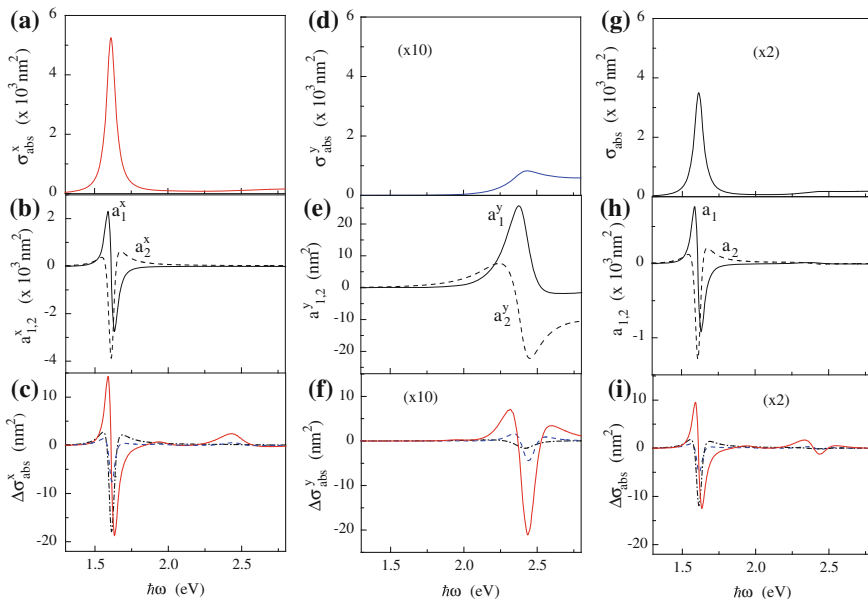 (a)
σ^x_abs (x 10^3 nm^2)
6
4
2
0
(b)
a^x_1,2 (x 10^3 nm^2)
2
0
-2
-4
a^x_1
a^x_2
(c)
Δσ^x_abs (nm^2)
10
0
-10
-20
1.5
2.0
2.5
ħω (eV)
(d)
(x10)
σ^y_abs (x 10^3 nm^2)
6
4
2
0
(e)
a^y_1,2 (nm^2)
20
10
0
-10
-20
a^y_1
a^y_2
(f)
(x10)
Δσ^y_abs (nm^2)
10
0
-10
-20
1.5
2.0
2.5
ħω (eV)
(g)
(x2)
σ_abs (x 10^3 nm^2)
6
4
2
0
(h)
a_1,2 (x 10^3 nm^2)
0
-1
a_1
a_2
(i)
(x2)
Δσ_abs (nm^2)
10
0
-10
-20
1.5
2.0
2.5
ħω (eV)